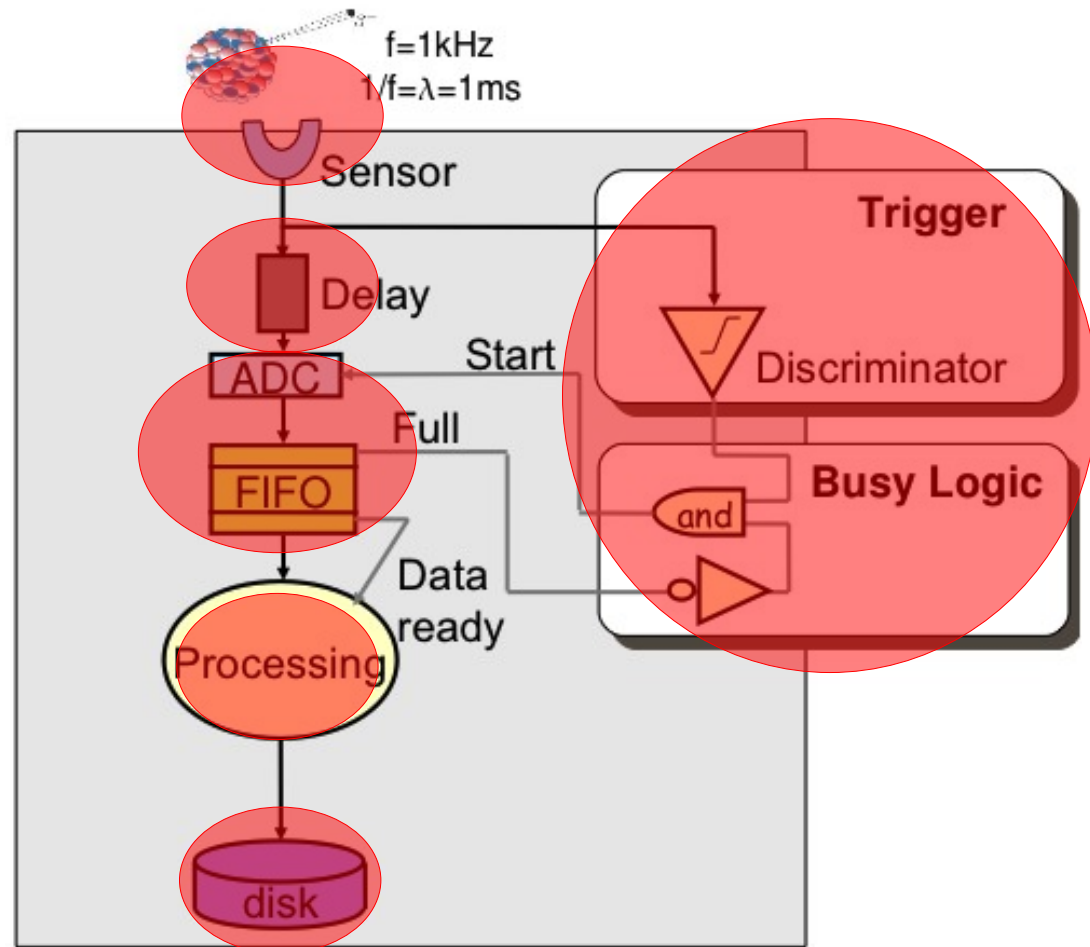 f=1kHz
1/f=λ=1ms
Sensor
Trigger
Delay
Start
Discriminator
ADC
Full
FIFO
Busy Logic
and
Data
ready
Processing
disk